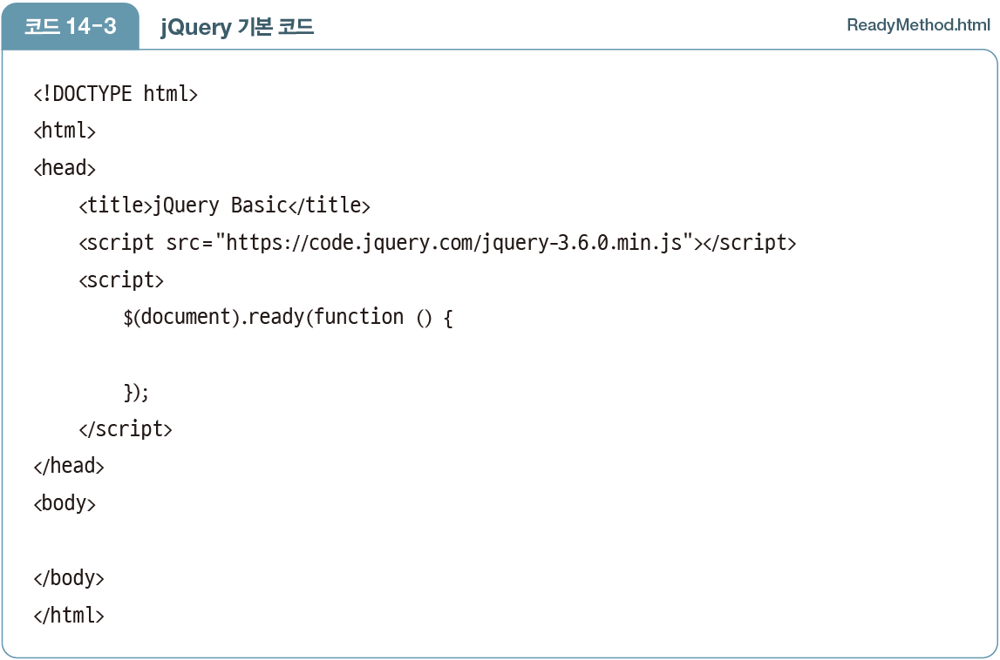 코드 14-3 jQuery 기본 코드 ReadyMethod.html
<!DOCTYPE html>
<html>
<head>
    <title>jQuery Basic</title>
    <script src="https://code.jquery.com/jquery-3.6.0.min.js"></script>
    <script>
        $(document).ready(function () {
        });
    </script>
</head>
<body>
</body>
</html>